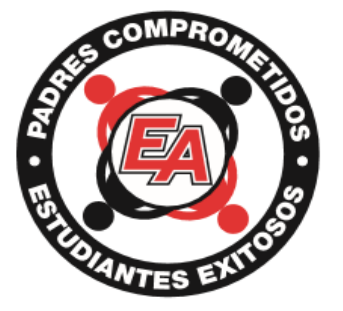 PADRES COMPROMETIDOS
EA
ESTUDIANTES EXITOSOS